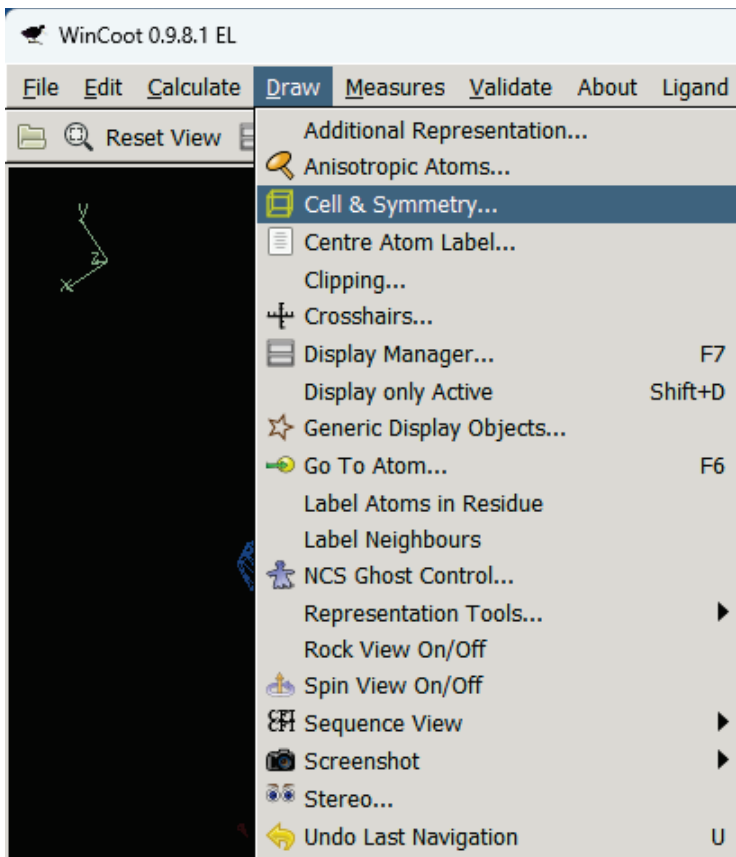 WinCoot 0.9.8.1 EL
File Edit Calculate Draw Measures Validate About Ligand
Reset View
Additional Representation...
Anisotropic Atoms...
Cell & Symmetry...
Centre Atom Label...
Clipping...
Crosshairs...
Display Manager... F7
Display only Active Shift+D
Generic Display Objects...
Go To Atom... F6
Label Atoms in Residue
Label Neighbours
NCS Ghost Control...
Representation Tools...
Rock View On/Off
Spin View On/Off
Sequence View
Screenshot
Stereo...
Undo Last Navigation U
y
z
x